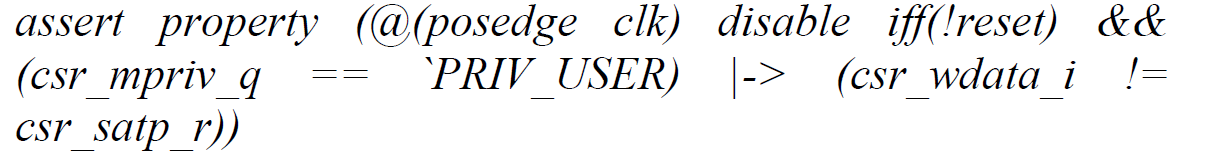 assert property (@(posedge clk) disable iff(!reset) &&
(csr_mpriv_q == `PRIV_USER) |-> (csr_wdata_i !=
csr_satp_r))